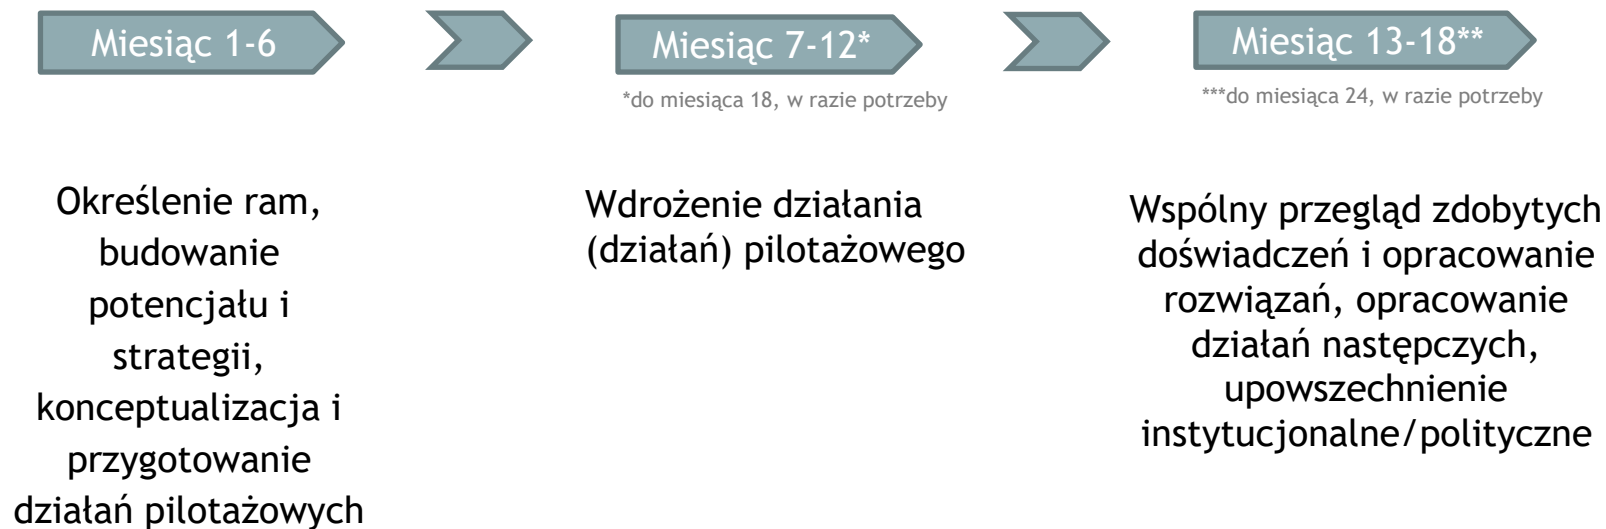 Miesiąc 1-6
Miesiąc 7-12*
*do miesiąca 18, w razie potrzeby
Miesiąc 13-18**
***do miesiąca 24, w razie potrzeby
Określenie ram,
budowanie
potencjału i
strategii,
konceptualizacja i
przygotowanie
działań pilotażowych
Wdrożenie działania
(działań) pilotażowego
Wspólny przegląd zdobytych
doświadczeń i opracowanie
rozwiązań, opracowanie
działań następczych,
upowszechnienie
instytucjonalne/polityczne